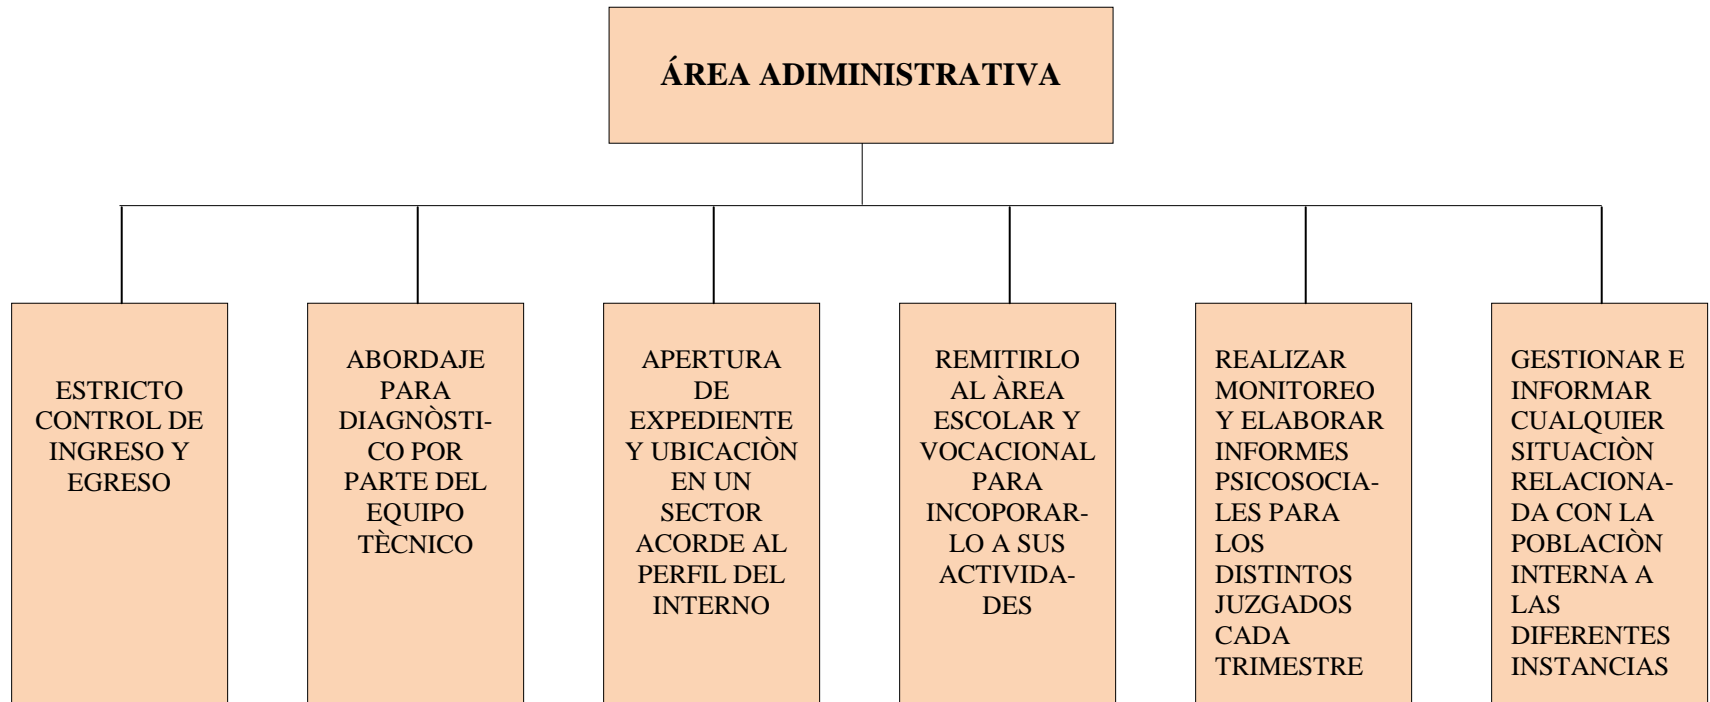 ÁREA ADIMINISTRATIVA
ESTRICTO
CONTROL DE
INGRESO Y
EGRESO
ABORDAJE
PARA
DIAGNÒSTI-
CO POR
PARTE DEL
EQUIPO
TÈCNICO
APERTURA
DE
EXPEDIENTE
Y UBICACIÒN
EN UN
SECTOR
ACORDE AL
PERFIL DEL
INTERNO
REMITIRLO
AL ÀREA
ESCOLAR Y
VOCACIONAL
PARA
INCOPORAR-
LO A SUS
ACTIVIDA-
DES
REALIZAR
MONITOREO
Y ELABORAR
INFORMES
PSICOSOCIA-
LES PARA
LOS
DISTINTOS
JUZGADOS
CADA
TRIMESTRE
GESTIONAR E
INFORMAR
CUALQUIER
SITUACIÒN
RELACIONA-
DA CON LA
POBLACIÒN
INTERNA A
LAS
DIFERENTES
INSTANCIAS